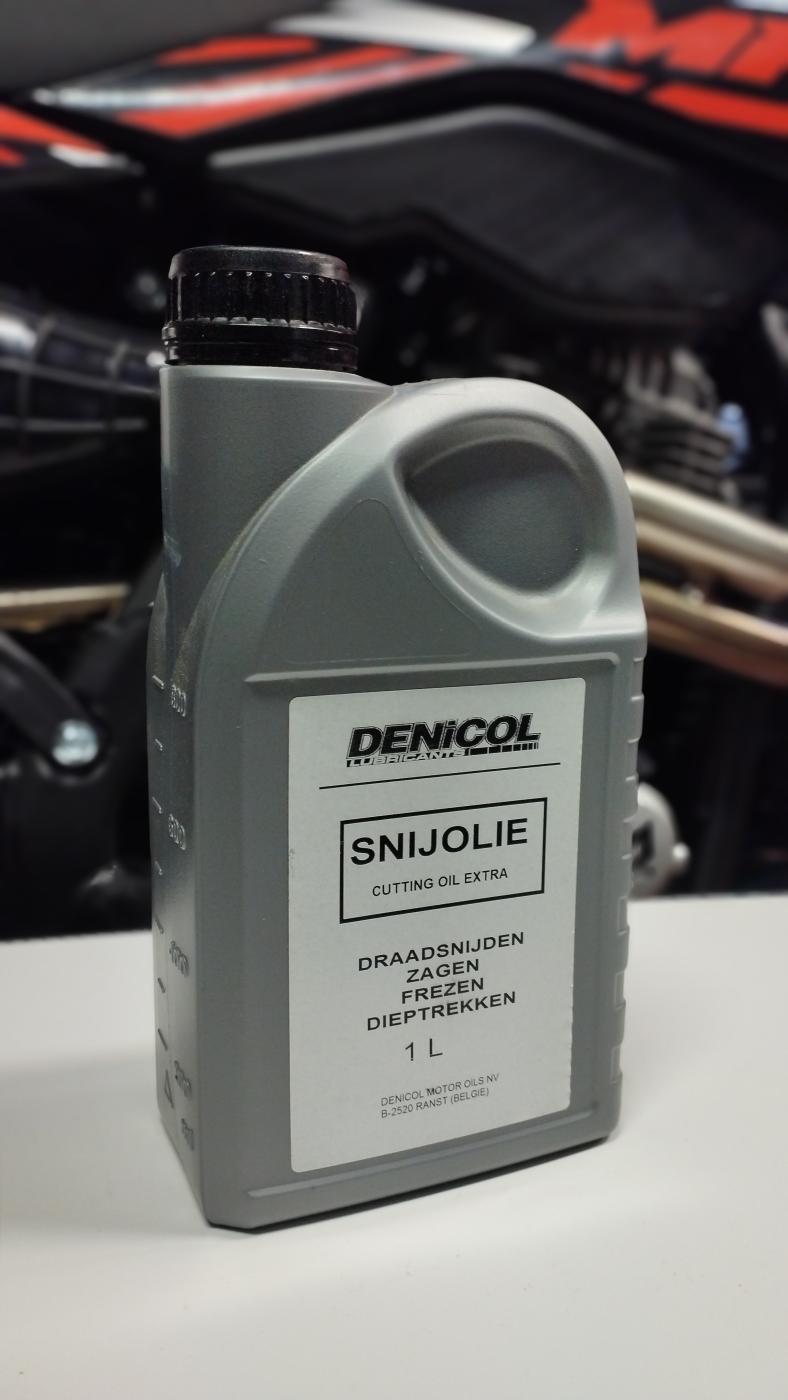 DENiCOL
LUBRICANTS
SNIJOLIE
CUTTING OIL EXTRA
DRAADSNIJDEN
ZAGEN
FREZEN
DIEPTREKKEN
1 L
DENICOL MOTOR OILS NV
B-2520 RANST (BELGIE)